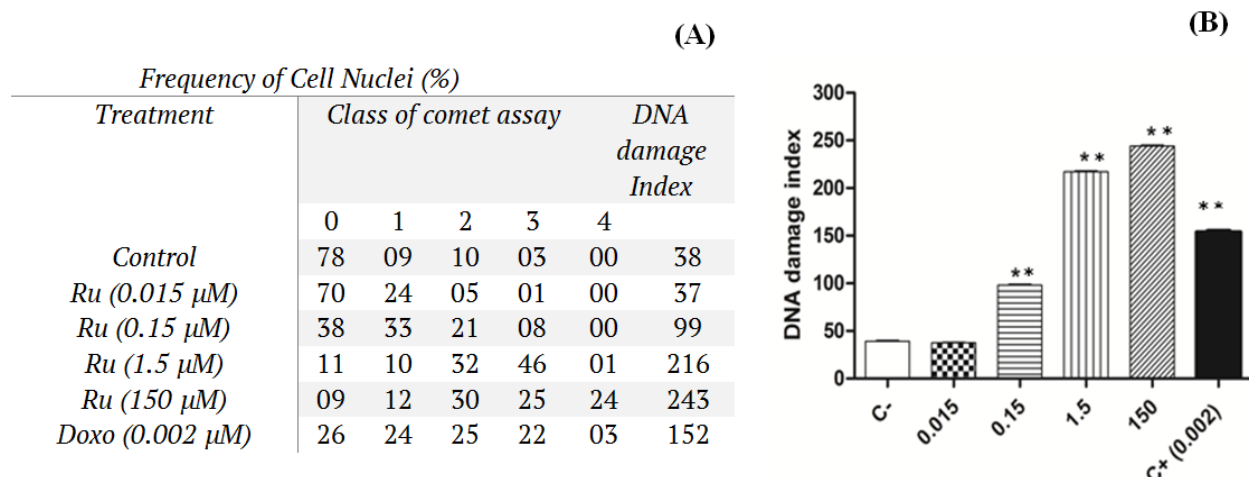 (A)
Frequency of Cell Nuclei (%)
Treatment Class of comet assay DNA
damage
Index
0 1 2 3 4
Control 78 09 10 03 00 38
Ru (0.015 μM) 70 24 05 01 00 37
Ru (0.15 μM) 38 33 21 08 00 99
Ru (1.5 μM) 11 10 32 46 01 216
Ru (150 μM) 09 12 30 25 24 243
Doxo (0.002 μM) 26 24 25 22 03 152
(B)
DNA damage index
300
250
200
150
100
50
0
**
**
**
**
C-
0.015
0.15
1.5
150
C+ (0.002)